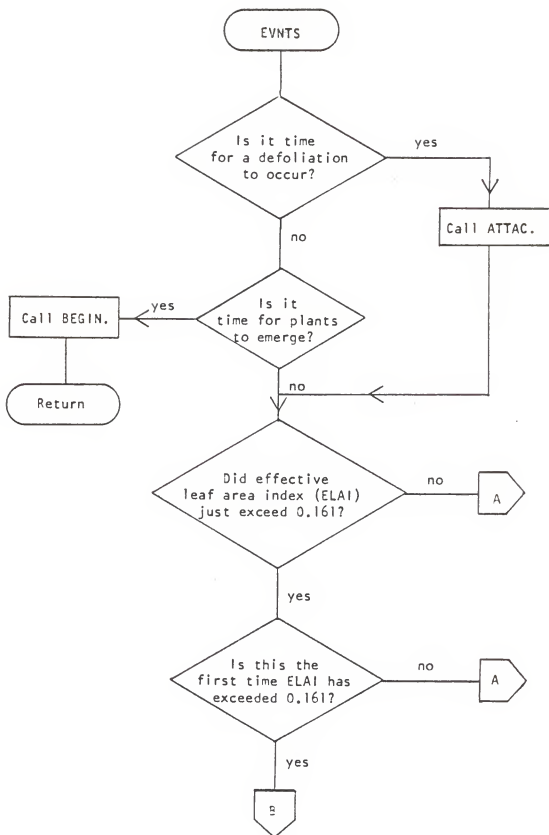 EVNTS
Is it time
for a defoliation
to occur?
yes
Call ATTAC.
no
Is it
time for plants
to emerge?
yes
Call BEGIN.
Return
no
Did effective
leaf area index (ELAI)
just exceed 0.161?
no
A
yes
Is this the
first time ELAI has
exceeded 0.161?
no
A
yes
B